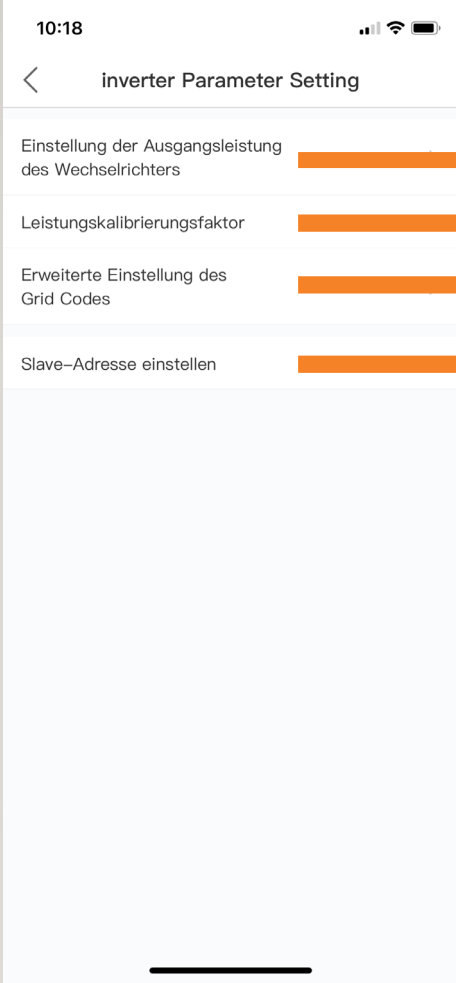 10:18
inverter Parameter Setting
Einstellung der Ausgangsleistung
des Wechselrichters
Leistungskalibrierungsfaktor
Erweiterte Einstellung des
Grid Codes
Slave-Adresse einstellen